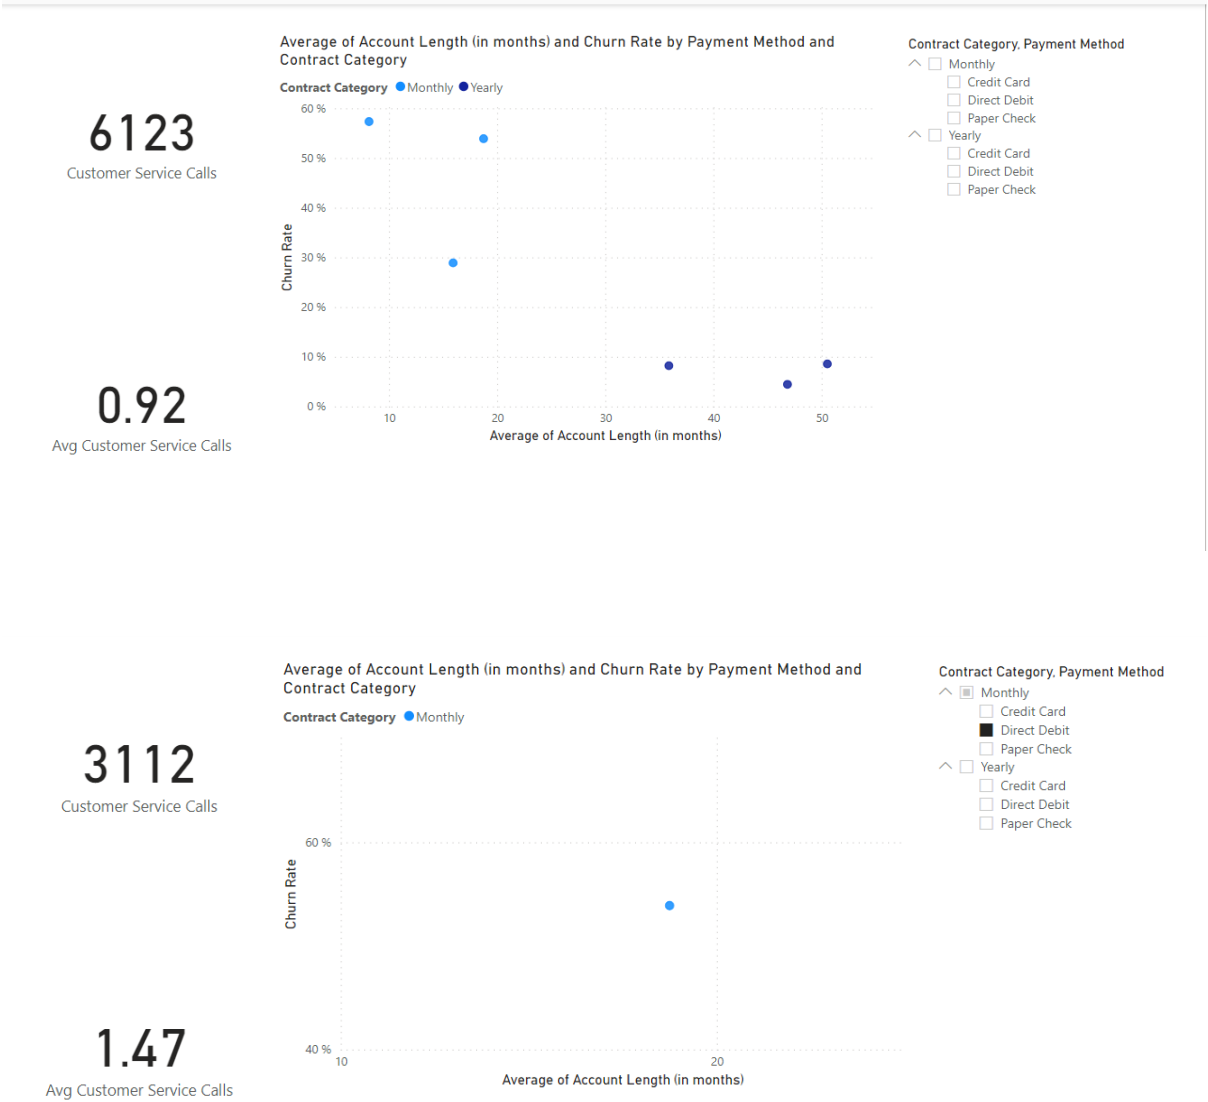 Average of Account Length (in months) and Churn Rate by Payment Method and
Contract Category
Contract Category Monthly Yearly
6123
Customer Service Calls
0.92
Avg Customer Service Calls
60 %
50 %
40 %
30 %
20 %
10 %
0 %
Churn Rate
10 20 30 40 50
Average of Account Length (in months)
Contract Category, Payment Method
Monthly
Credit Card
Direct Debit
Paper Check
Yearly
Credit Card
Direct Debit
Paper Check
Average of Account Length (in months) and Churn Rate by Payment Method and
Contract Category
Contract Category Monthly
3112
Customer Service Calls
1.47
Avg Customer Service Calls
60 %
40 %
Churn Rate
10 20
Average of Account Length (in months)
Contract Category, Payment Method
Monthly
Credit Card
Direct Debit
Paper Check
Yearly
Credit Card
Direct Debit
Paper Check